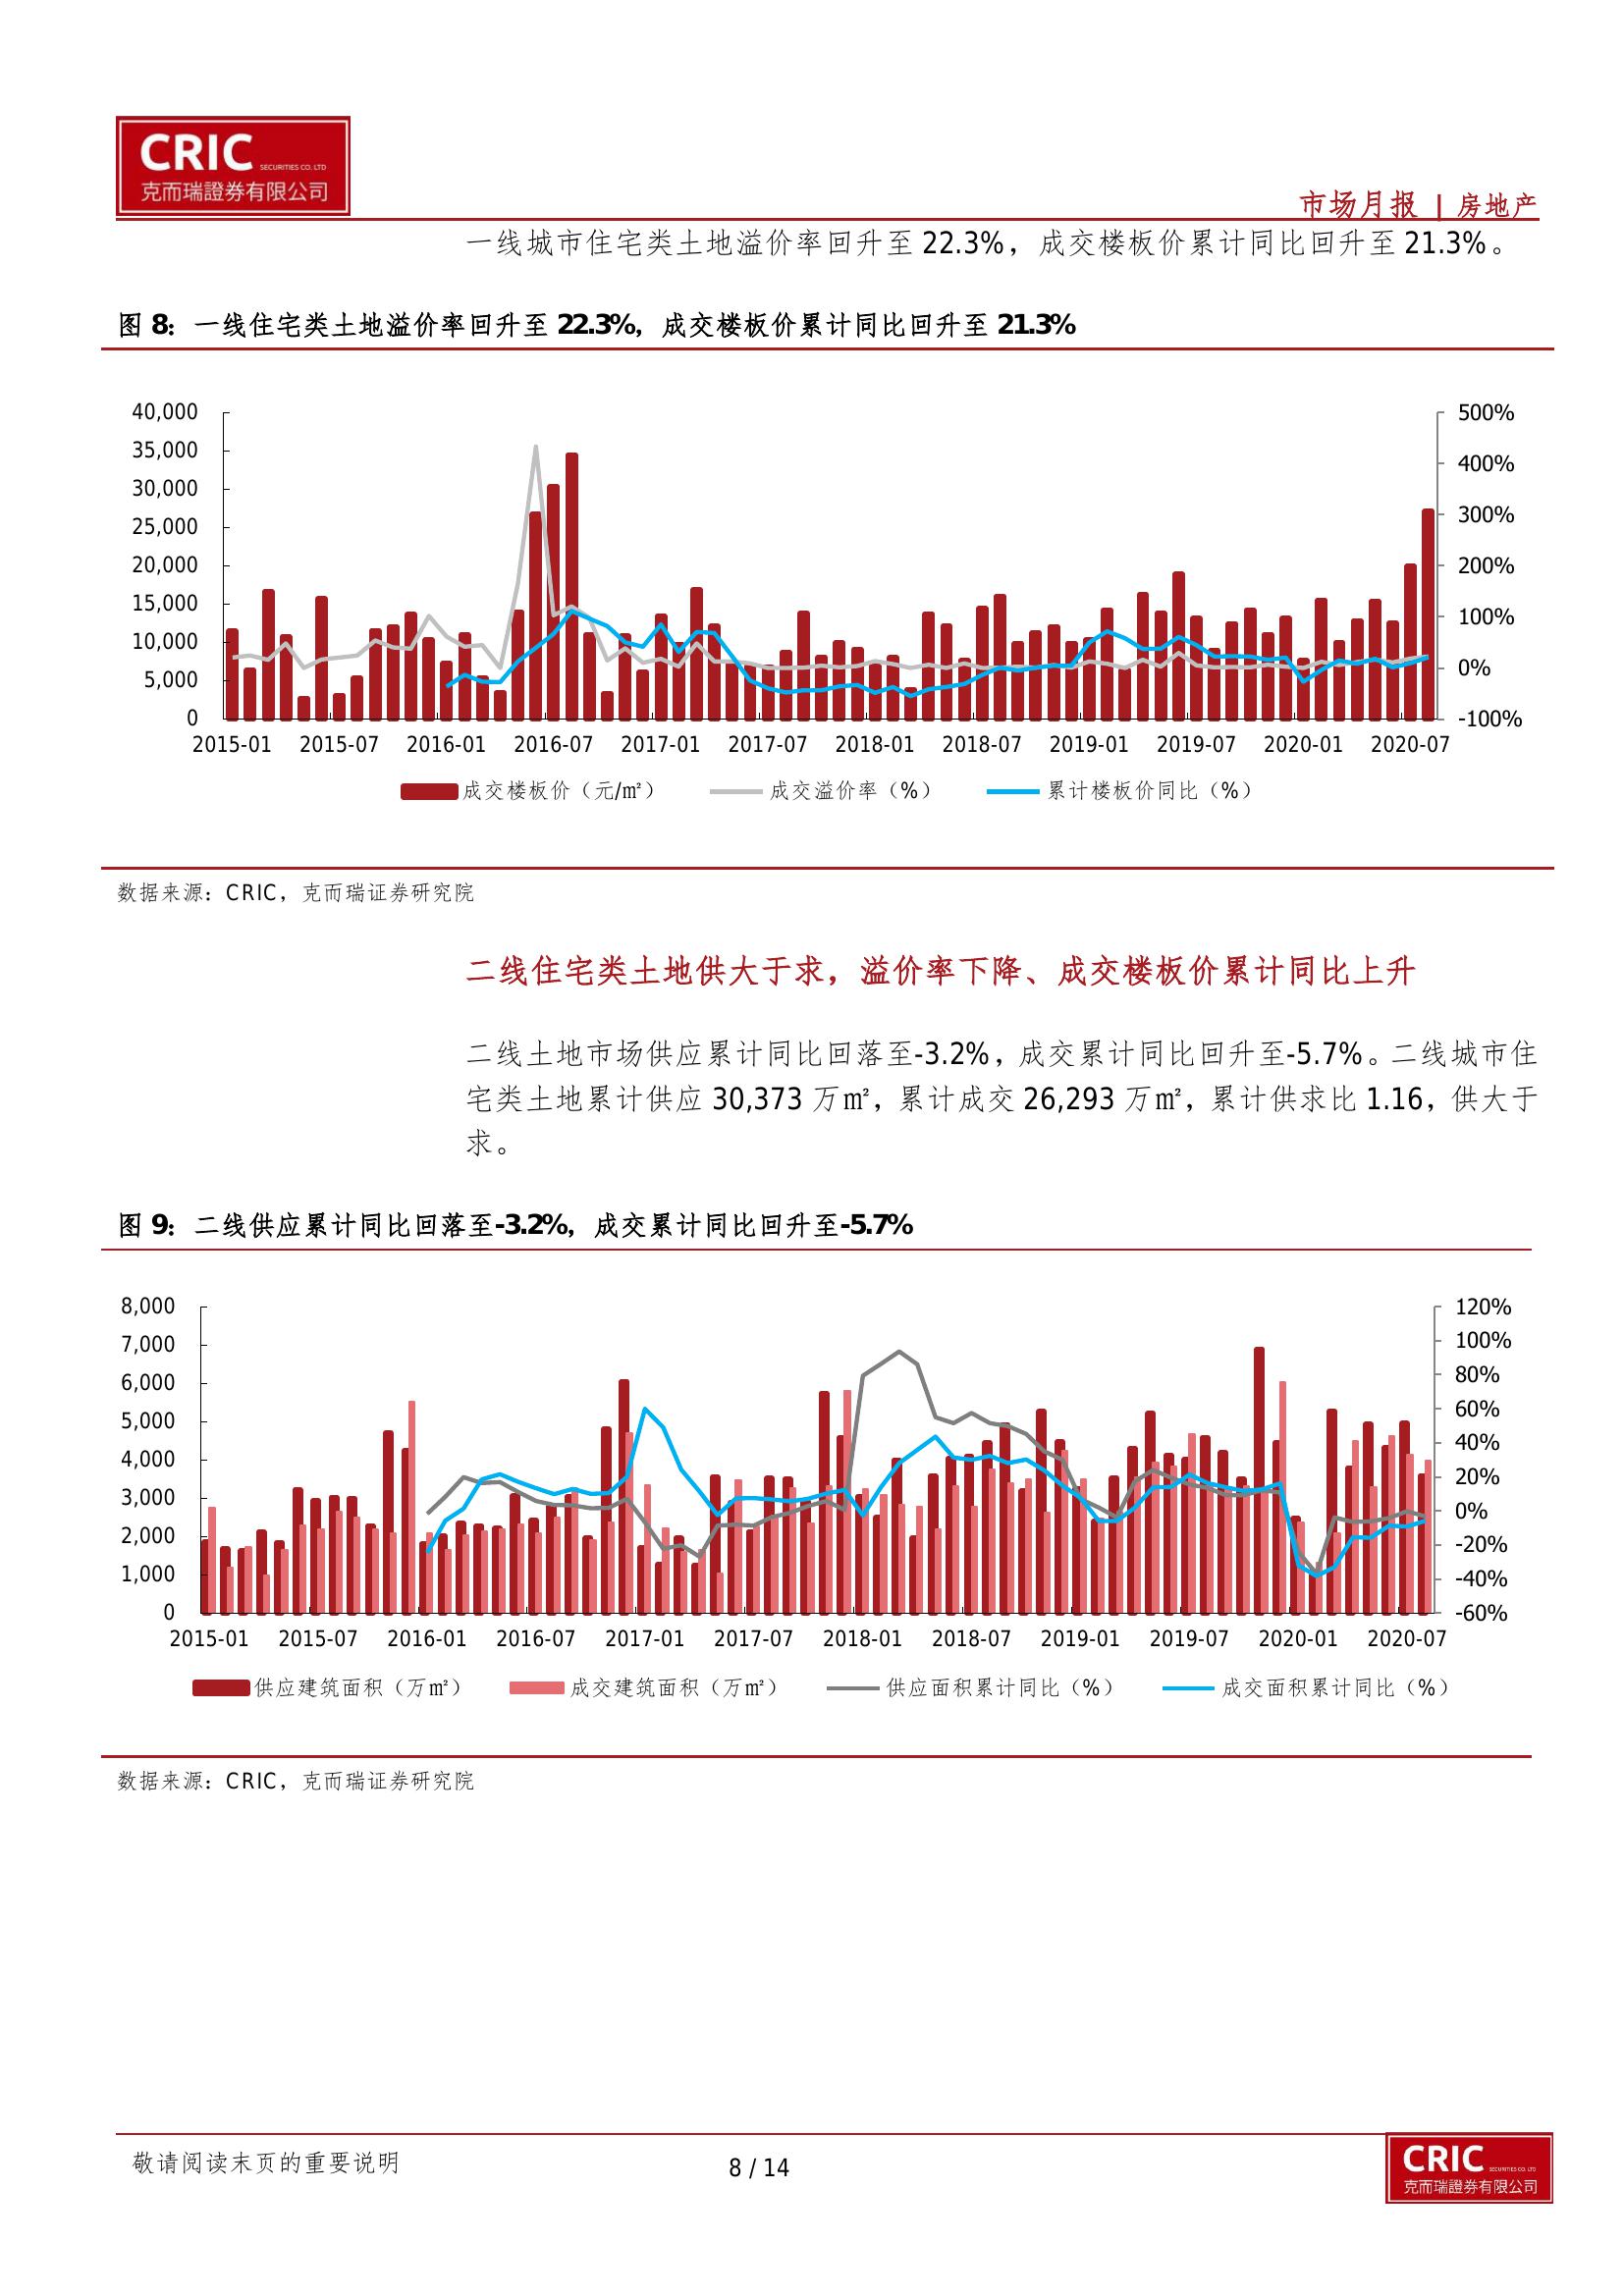 CRIC
SECURITIES CO. LTD
克而瑞證券有限公司
市场月报 | 房地产
一线城市住宅类土地溢价率回升至 22.3%，成交楼板价累计同比回升至 21.3%。
图 8：一线住宅类土地溢价率回升至 22.3%，成交楼板价累计同比回升至 21.3%
40,000
35,000
30,000
25,000
20,000
15,000
10,000
5,000
0
500%
400%
300%
200%
100%
0%
-100%
2015-01 2015-07 2016-01 2016-07 2017-01 2017-07 2018-01 2018-07 2019-01 2019-07 2020-01 2020-07
成交楼板价（元/㎡） 成交溢价率（%） 累计楼板价同比（%）
数据来源：CRIC，克而瑞证券研究院
二线住宅类土地供大于求，溢价率下降、成交楼板价累计同比上升
二线土地市场供应累计同比回落至-3.2%，成交累计同比回升至-5.7%。二线城市住
宅类土地累计供应 30,373 万㎡，累计成交 26,293 万㎡，累计供求比 1.16，供大于
求。
图 9：二线供应累计同比回落至-3.2%，成交累计同比回升至-5.7%
8,000
7,000
6,000
5,000
4,000
3,000
2,000
1,000
0
120%
100%
80%
60%
40%
20%
0%
-20%
-40%
-60%
2015-01 2015-07 2016-01 2016-07 2017-01 2017-07 2018-01 2018-07 2019-01 2019-07 2020-01 2020-07
供应建筑面积（万㎡） 成交建筑面积（万㎡） 供应面积累计同比（%） 成交面积累计同比（%）
数据来源：CRIC，克而瑞证券研究院
敬请阅读末页的重要说明
8 / 14
CRIC
SECURITIES CO. LTD
克而瑞證券有限公司